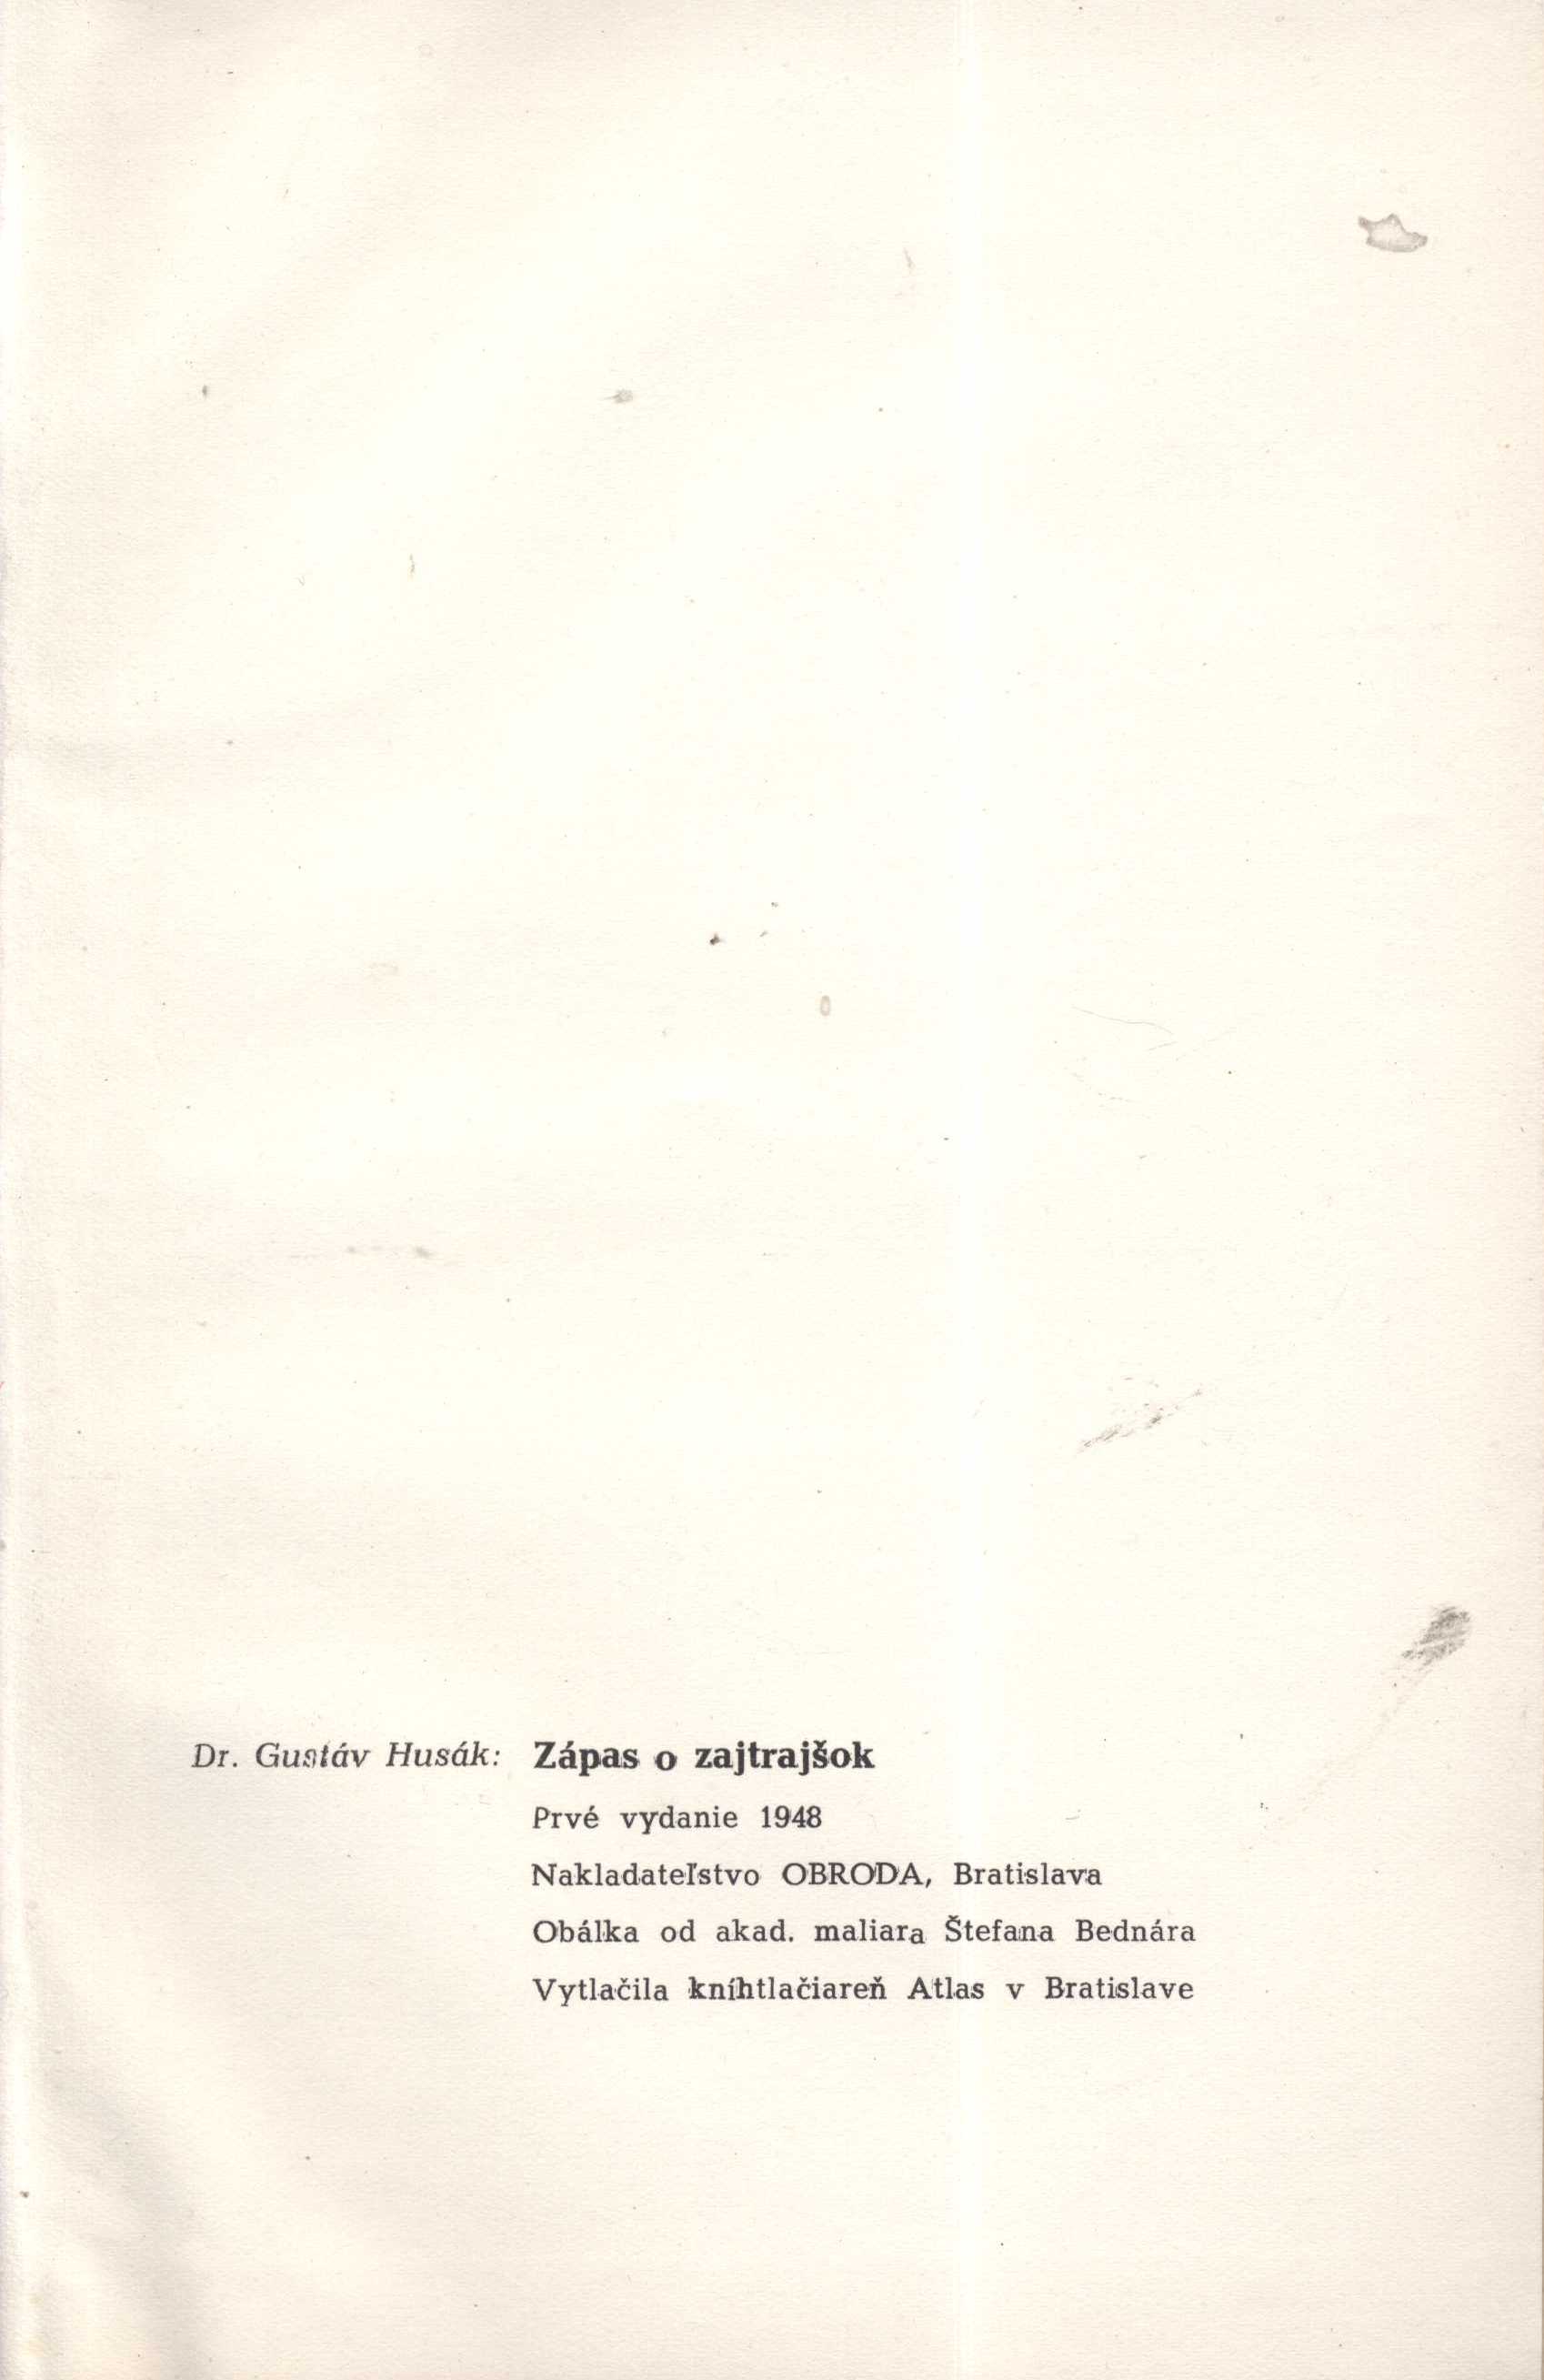 Dr. Gustáv Husák: Zápas o zajtrajšok
Prvé vydanie 1948
Nakladateľstvo OBRODA, Bratislava
Obálka od akad. maliara Štefana Bednára
Vytlačila kníhtlačiareň Atlas v Bratislave